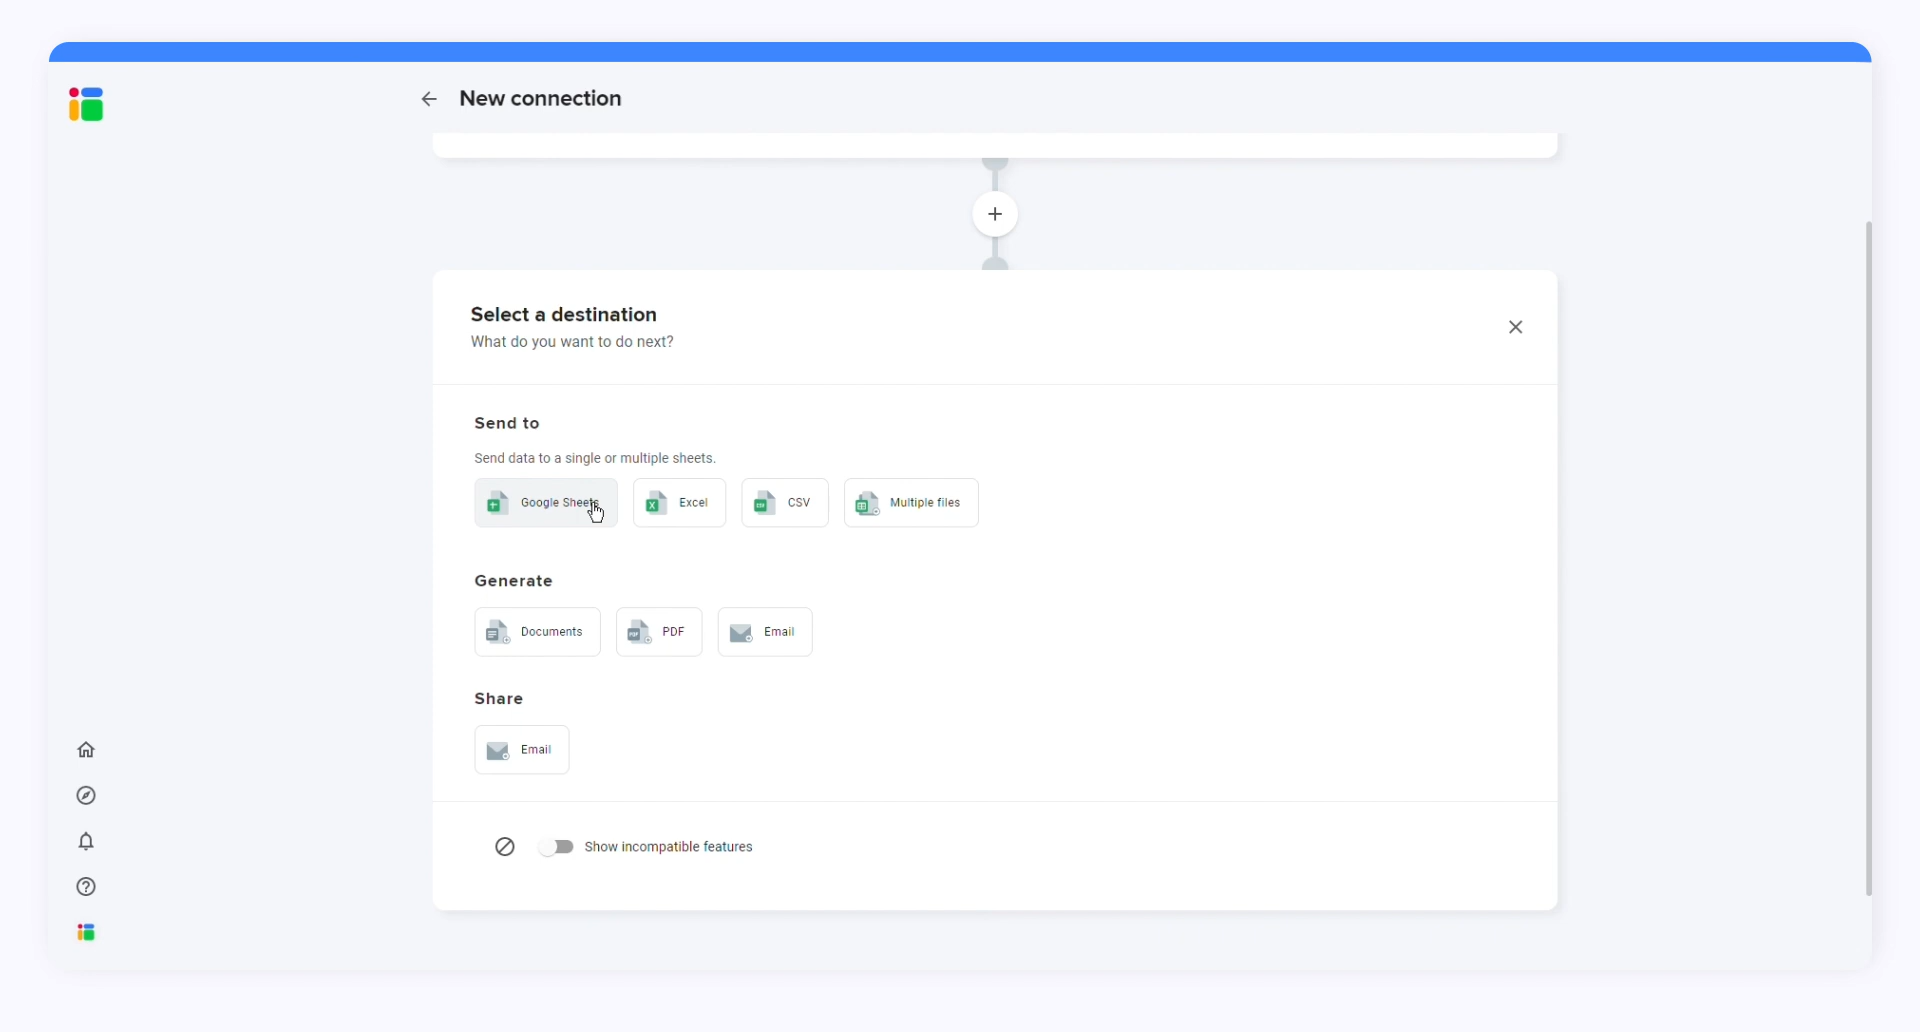 New connection
Select a destination
What do you want to do next?
Send to
Send data to a single or multiple sheets.
Google Sheets
Excel
CSV
Multiple files
Generate
Documents
PDF
Email
Share
Email
Show incompatible features